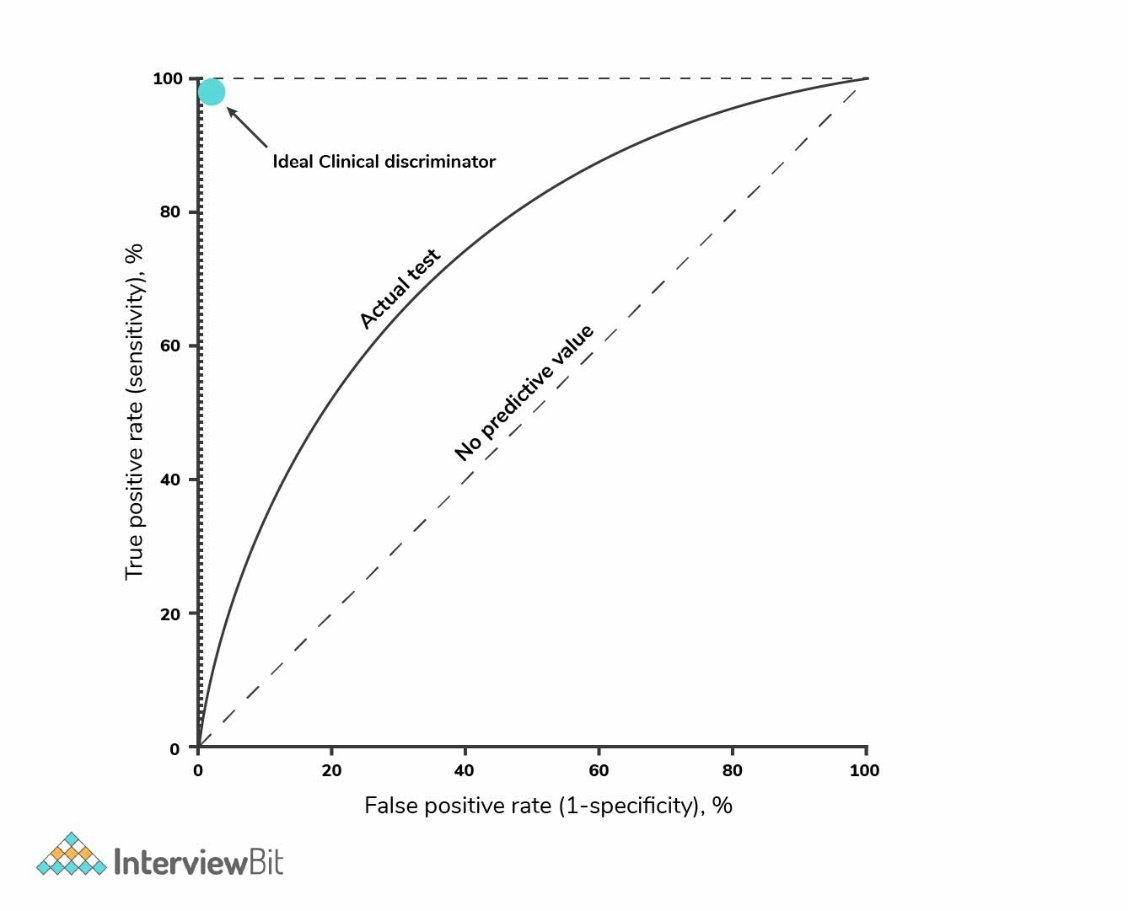 100
Ideal Clinical discriminator
80
Actual test
60
No predictive value
40
20
0
True positive rate (sensitivity), %
0 20 40 60 80 100
False positive rate (1-specificity), %
InterviewBit